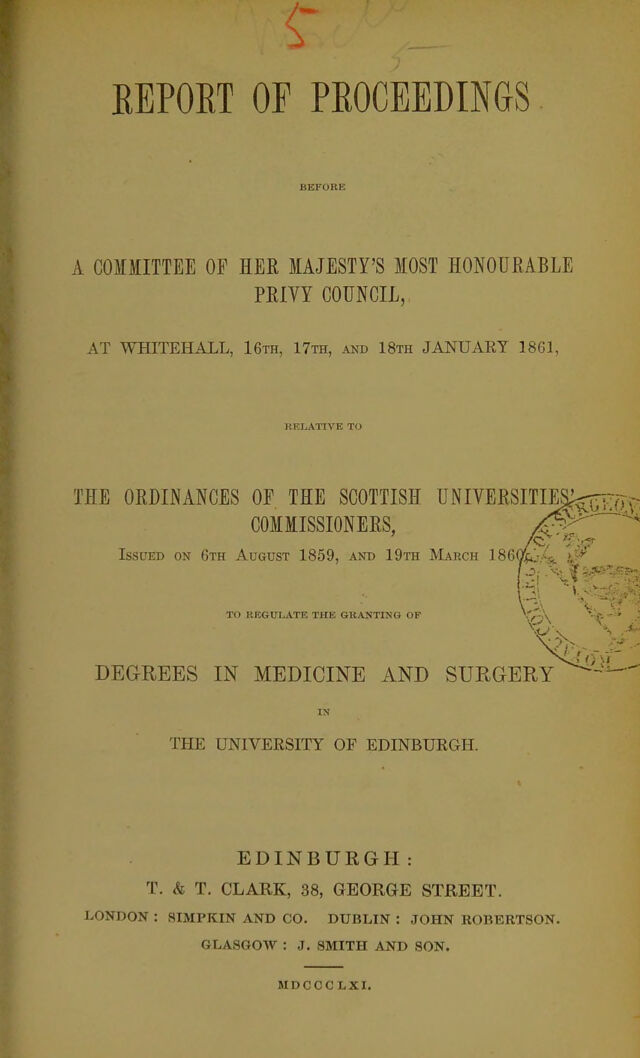 5
REPORT OF PROCEEDINGS
BEFORE
A COMMITTEE OF HER MAJESTY'S MOST HONOURABLE
PRIVY COUNCIL,
AT WHITEHALL, 16TH, 17TH, AND 18TH JANUARY 1861,
RELATIVE TO
THE ORDINANCES OF THE SCOTTISH UNIVERSITIES'
COMMISSIONERS,
ISSUED ON 6TH AUGUST 1859, AND 19TH MARCH
TO REGULATE THE GRANTING OF
DEGREES IN MEDICINE AND SURGERY
IN
THE UNIVERSITY OF EDINBURGH.
EDINBURGH:
T. & T. CLARK, 38, GEORGE STREET.
LONDON: SIMPKIN AND CO. DUBLIN: JOHN ROBERTSON.
GLASGOW: J. SMITH AND SON.
MDCCCLXI.